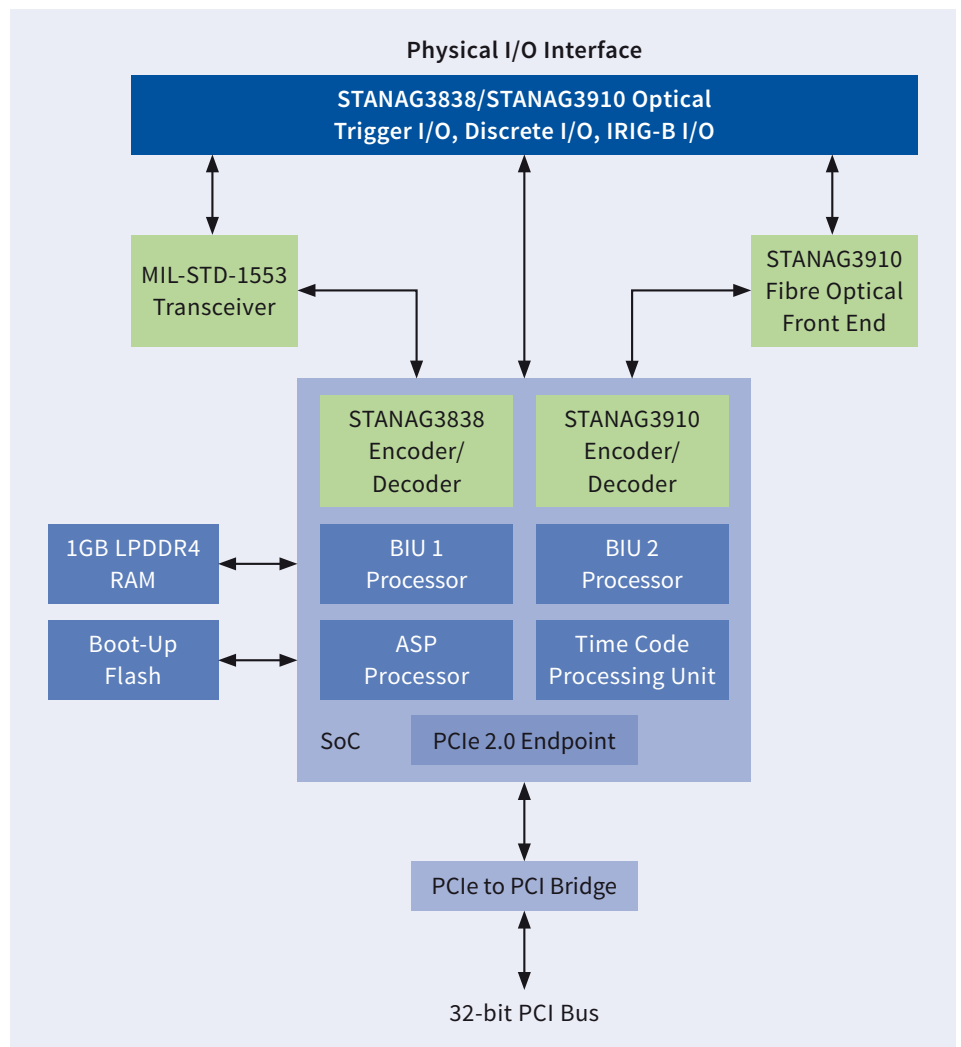 Physical I/O Interface
STANAG3838/STANAG3910 Optical
Trigger I/O, Discrete I/O, IRIG-B I/O
MIL-STD-1553
Transceiver
STANAG3910
Fibre Optical
Front End
STANAG3838
Encoder/
Decoder
STANAG3910
Encoder/
Decoder
1GB LPDDR4
RAM
BIU 1
Processor
BIU 2
Processor
Boot-Up
Flash
ASP
Processor
Time Code
Processing Unit
SoC
PCIe 2.0 Endpoint
PCIe to PCI Bridge
32-bit PCI Bus